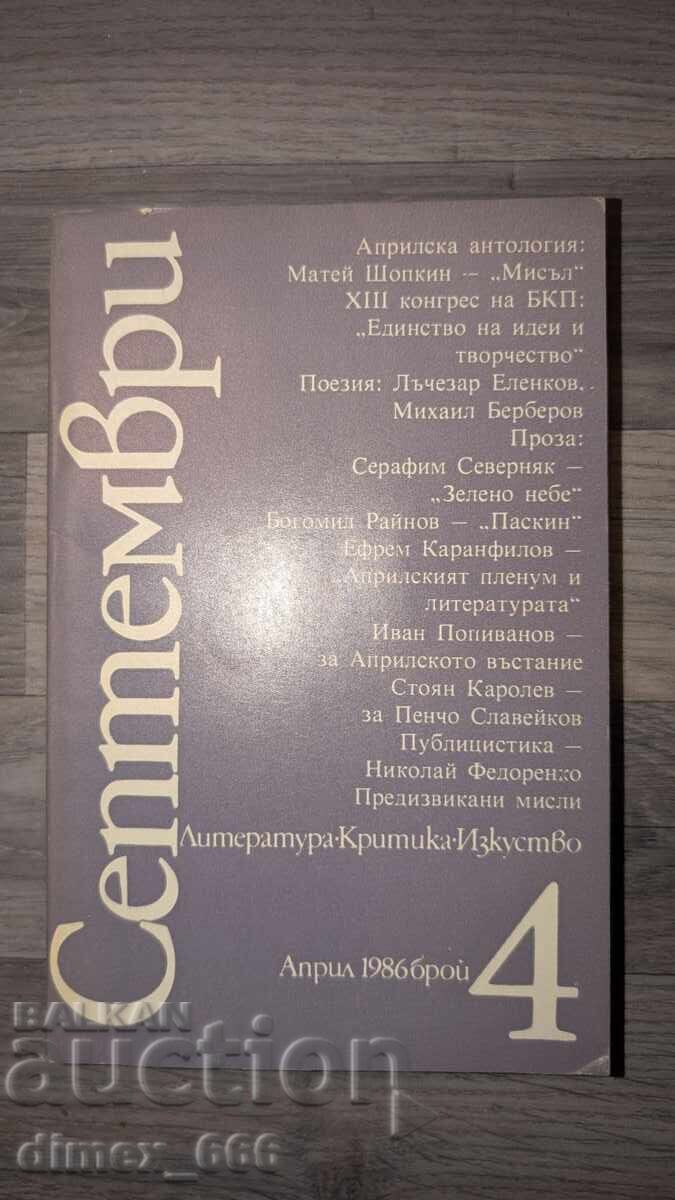 Септември
Априлска антология:
Матей Шопкин – „Мисъл“
XIII конгрес на БКП:
„Единство на идеи и
творчество“
Поезия: Лъчезар Еленков,
Михаил Берберов
Проза:
Серафим Северняк –
„Зелено небе“
Богомил Райнов – „Паскин“
Ефрем Каранфилов –
„Априлският пленум и
литературата“
Иван Попиванов –
за Априлското въстание
Стоян Каролев –
за Пенчо Славейков
Публицистика –
Николай Федоренко
Предизвикани мисли
Литература·Критика·Изкуство
Април 1986 брой 4
BALKAN
auction
dimex_666